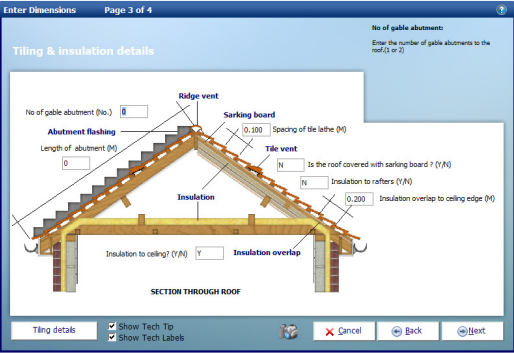 Enter Dimensions Page 3 of 4
No of gable abutment:
Enter the number of gable abutments to the
roof.(1 or 2)
Tiling & insulation details
Ridge vent
No of gable abutment (No.) 0
Sarking board
Abutment flashing
0.100 Spacing of tile lathe (M)
Length of abutment (M)
Tile vent
0
N Is the roof covered with sarking board ? (Y/N)
N Insulation to rafters (Y/N)
Insulation
0.200 Insulation overlap to ceiling edge (M)
Insulation to ceiling? (Y/N) Y Insulation overlap
SECTION THROUGH ROOF
Tiling details
Show Tech Tip
Show Tech Labels
Cancel
Back
Next